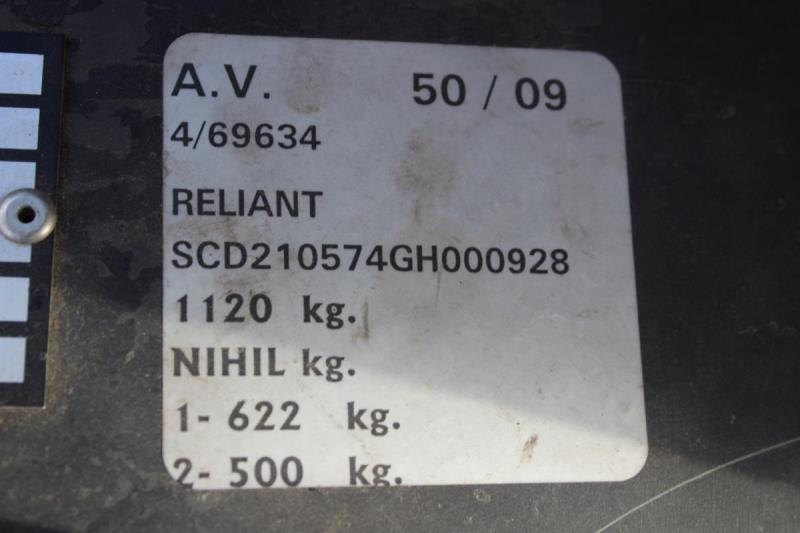 A.V. 50 / 09
4/69634
RELIANT
SCD210574GH000928
1120 kg.
NIHIL kg.
1- 622 kg.
2- 500 kg.